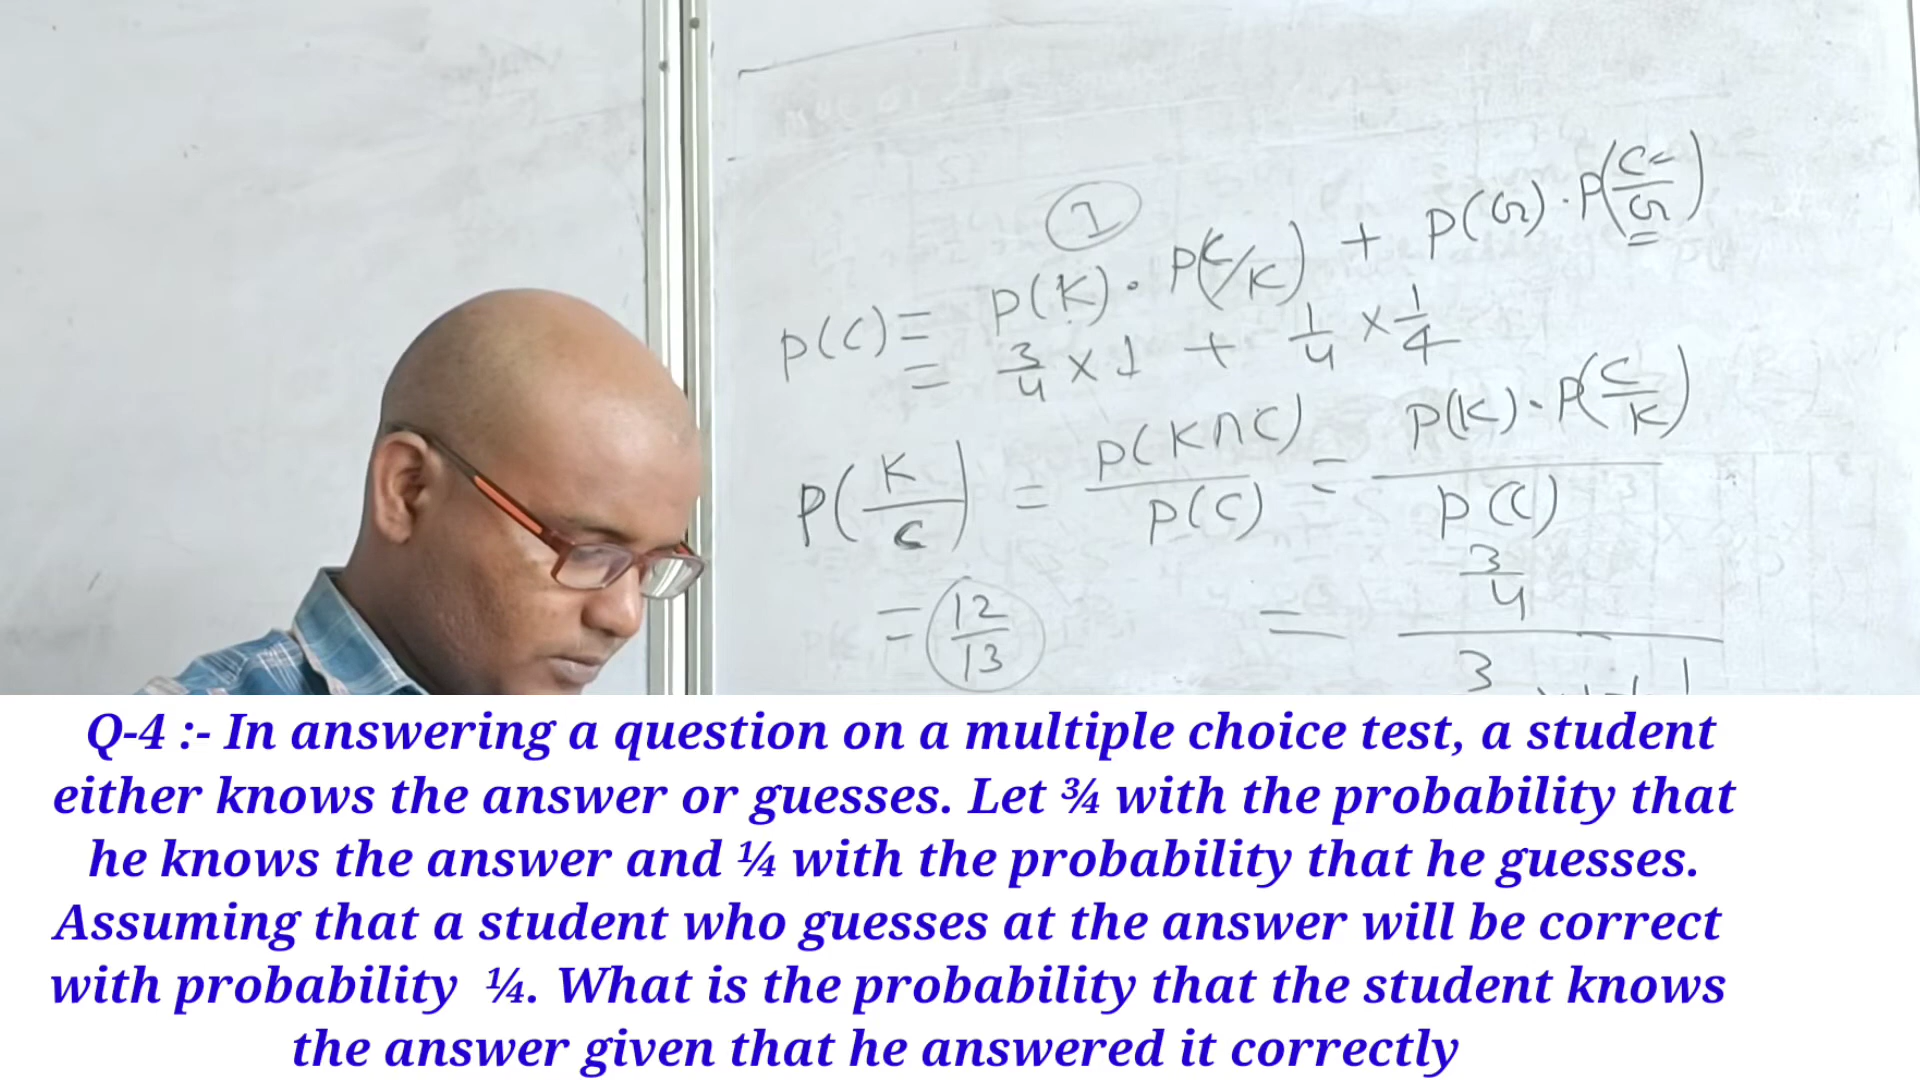 1
P(C) = P(K) · P(C/K) + P(G) · P(C/G)
= 3/4 × 1 + 1/4 × 1/4
P(K/C) = P(K∩C)/P(C) = P(K) · P(C/K)/P(C)
= 12/13 = 3/4
3
Q-4 :- In answering a question on a multiple choice test, a student
either knows the answer or guesses. Let ¾ with the probability that
he knows the answer and ¼ with the probability that he guesses.
Assuming that a student who guesses at the answer will be correct
with probability ¼. What is the probability that the student knows
the answer given that he answered it correctly